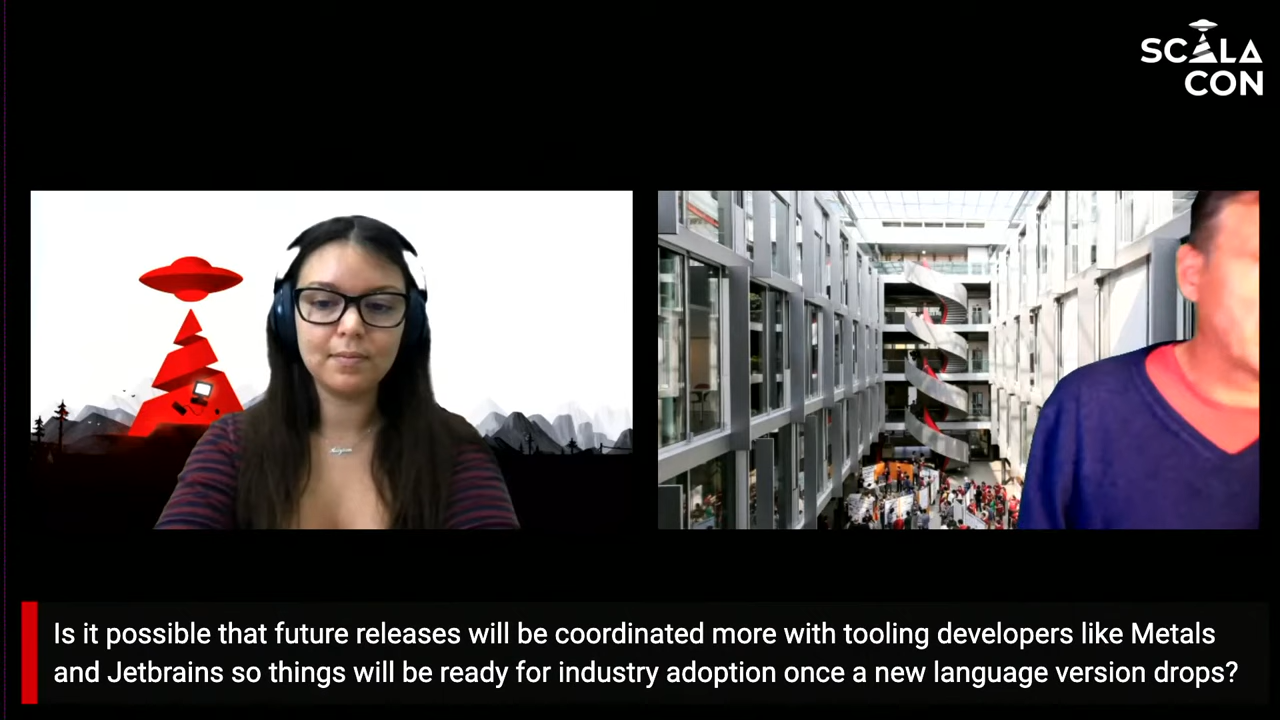 SCALA
CON
Is it possible that future releases will be coordinated more with tooling developers like Metals
and Jetbrains so things will be ready for industry adoption once a new language version drops?